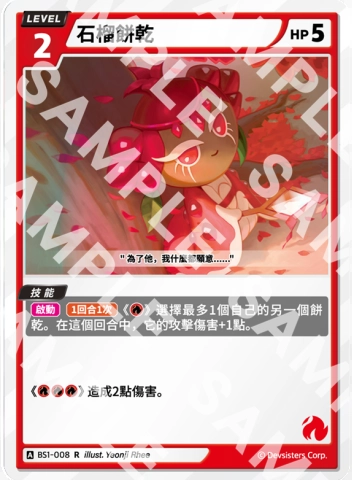 LEVEL
2
石榴餅乾
HP 5
"為了他，我什麼都願意......"
技能
啟動 1回合1次 《》選擇最多1個自己的另一個餅
乾。在這個回合中，它的攻擊傷害+1點。
《》造成2點傷害。
A BS1-008 R illust. Yeonji Rhee
© Devsisters Corp.
SAMPLE